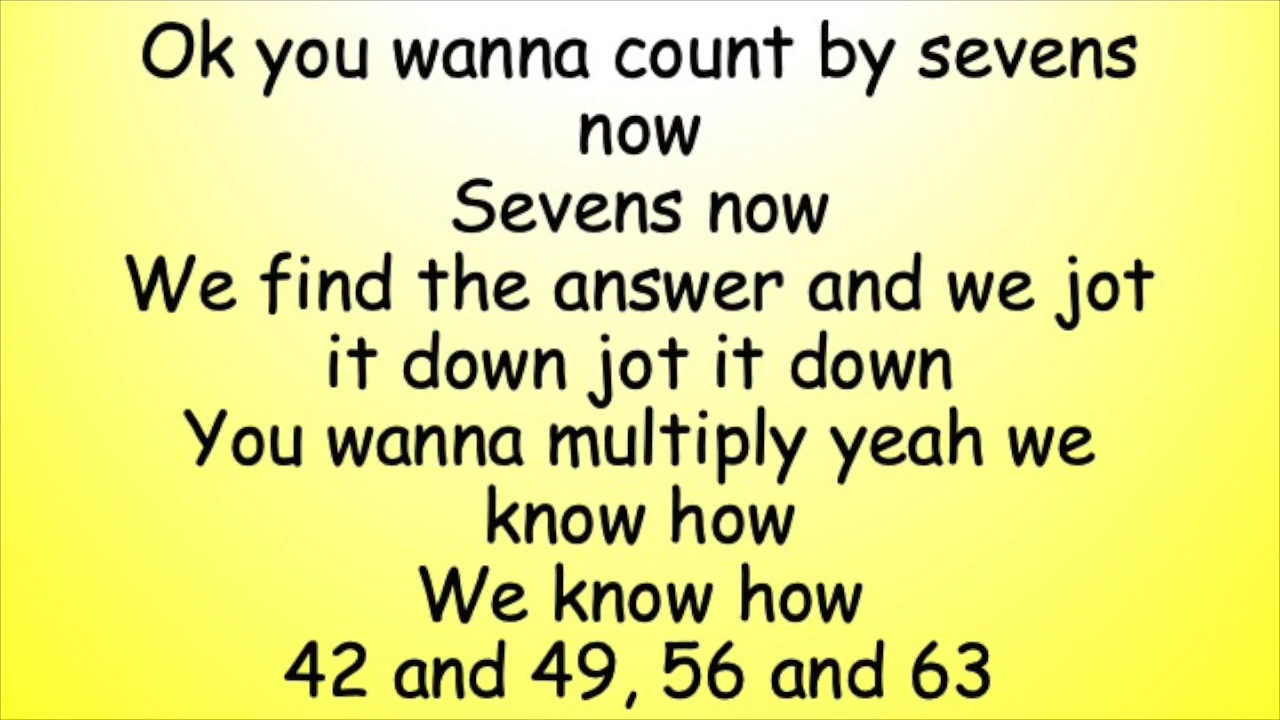 Ok you wanna count by sevens
now
Sevens now
We find the answer and we jot
it down jot it down
You wanna multiply yeah we
know how
We know how
42 and 49, 56 and 63